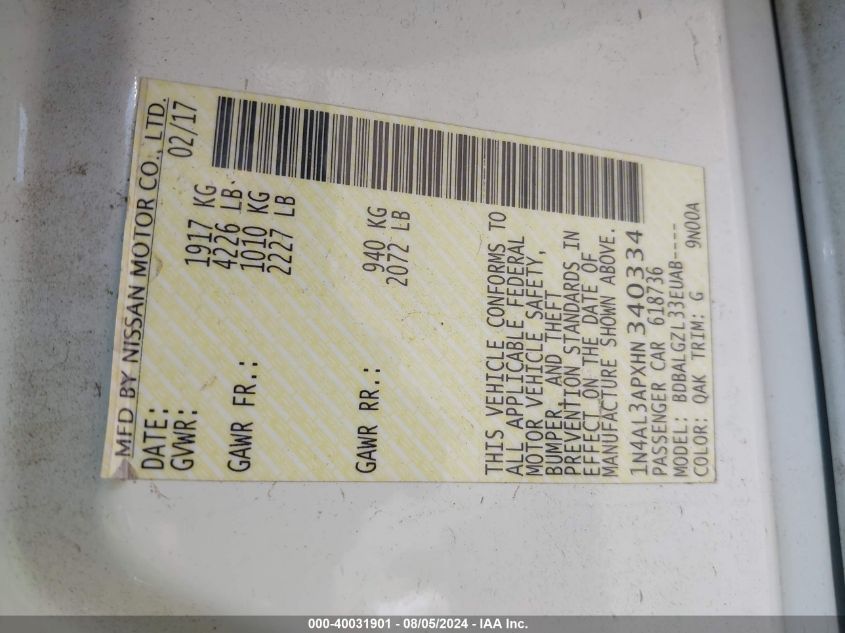 MFD BY NISSAN MOTOR CO., LTD.
DATE: 02/17
GVWR: 1917 KG
4226 LB
GAWR FR.: 1010 KG
2227 LB
GAWR RR.: 940 KG
2072 LB
THIS VEHICLE CONFORMS TO
ALL APPLICABLE FEDERAL
MOTOR VEHICLE SAFETY,
BUMPER, AND THEFT
PREVENTION STANDARDS IN
EFFECT ON THE DATE OF
MANUFACTURE SHOWN ABOVE.
1N4AL3APXHN340334
PASSENGER CAR 618736
MODEL: BDBALGZL33EUAB----
COLOR: QAK TRIM: G 9N00A
000-40031901 - 08/05/2024 - IAA Inc.